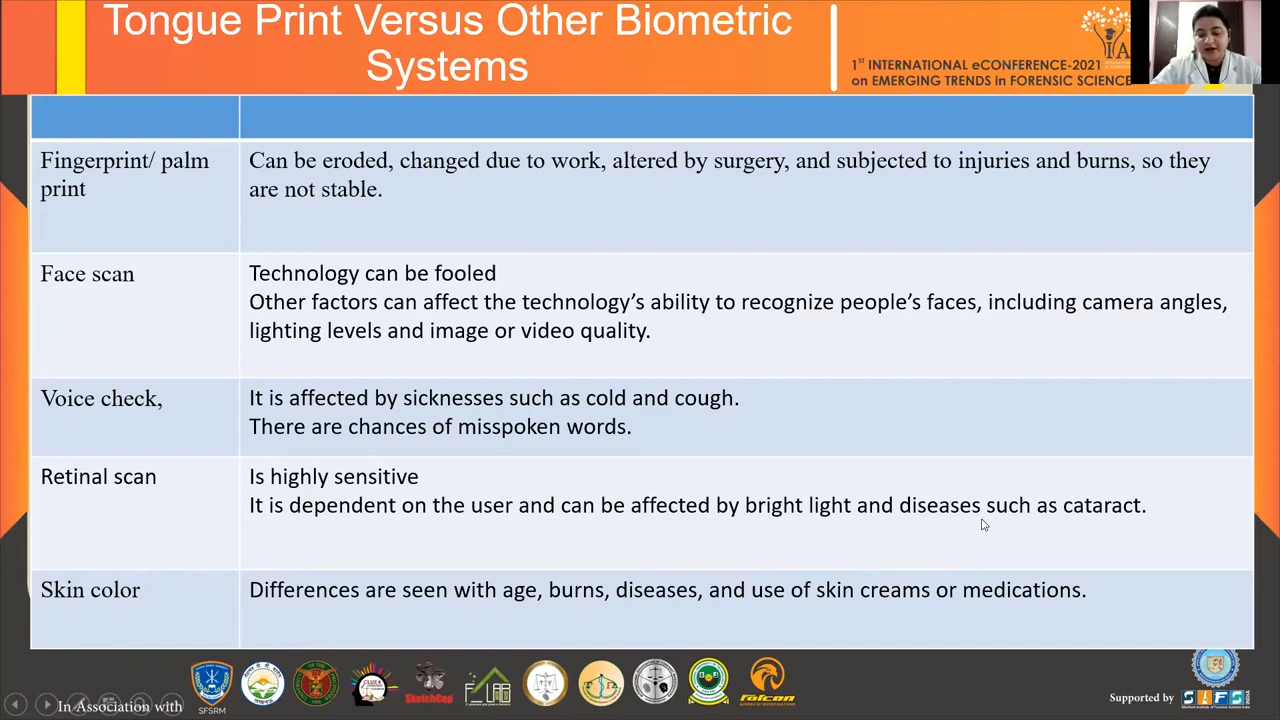 Tongue Print Versus Other Biometric
Systems
1ST INTERNATIONAL eCONFERENCE-2021
on EMERGING TRENDS in FORENSIC SCIENCE
Fingerprint/ palm
print
Can be eroded, changed due to work, altered by surgery, and subjected to injuries and burns, so they
are not stable.
Face scan
Technology can be fooled
Other factors can affect the technology’s ability to recognize people’s faces, including camera angles,
lighting levels and image or video quality.
Voice check,
It is affected by sicknesses such as cold and cough.
There are chances of misspoken words.
Retinal scan
Is highly sensitive
It is dependent on the user and can be affected by bright light and diseases such as cataract.
Skin color
Differences are seen with age, burns, diseases, and use of skin creams or medications.
In Association with
SFSRM
SketchCop
F LAB
falcon
Supported by
SIFS
INDIA